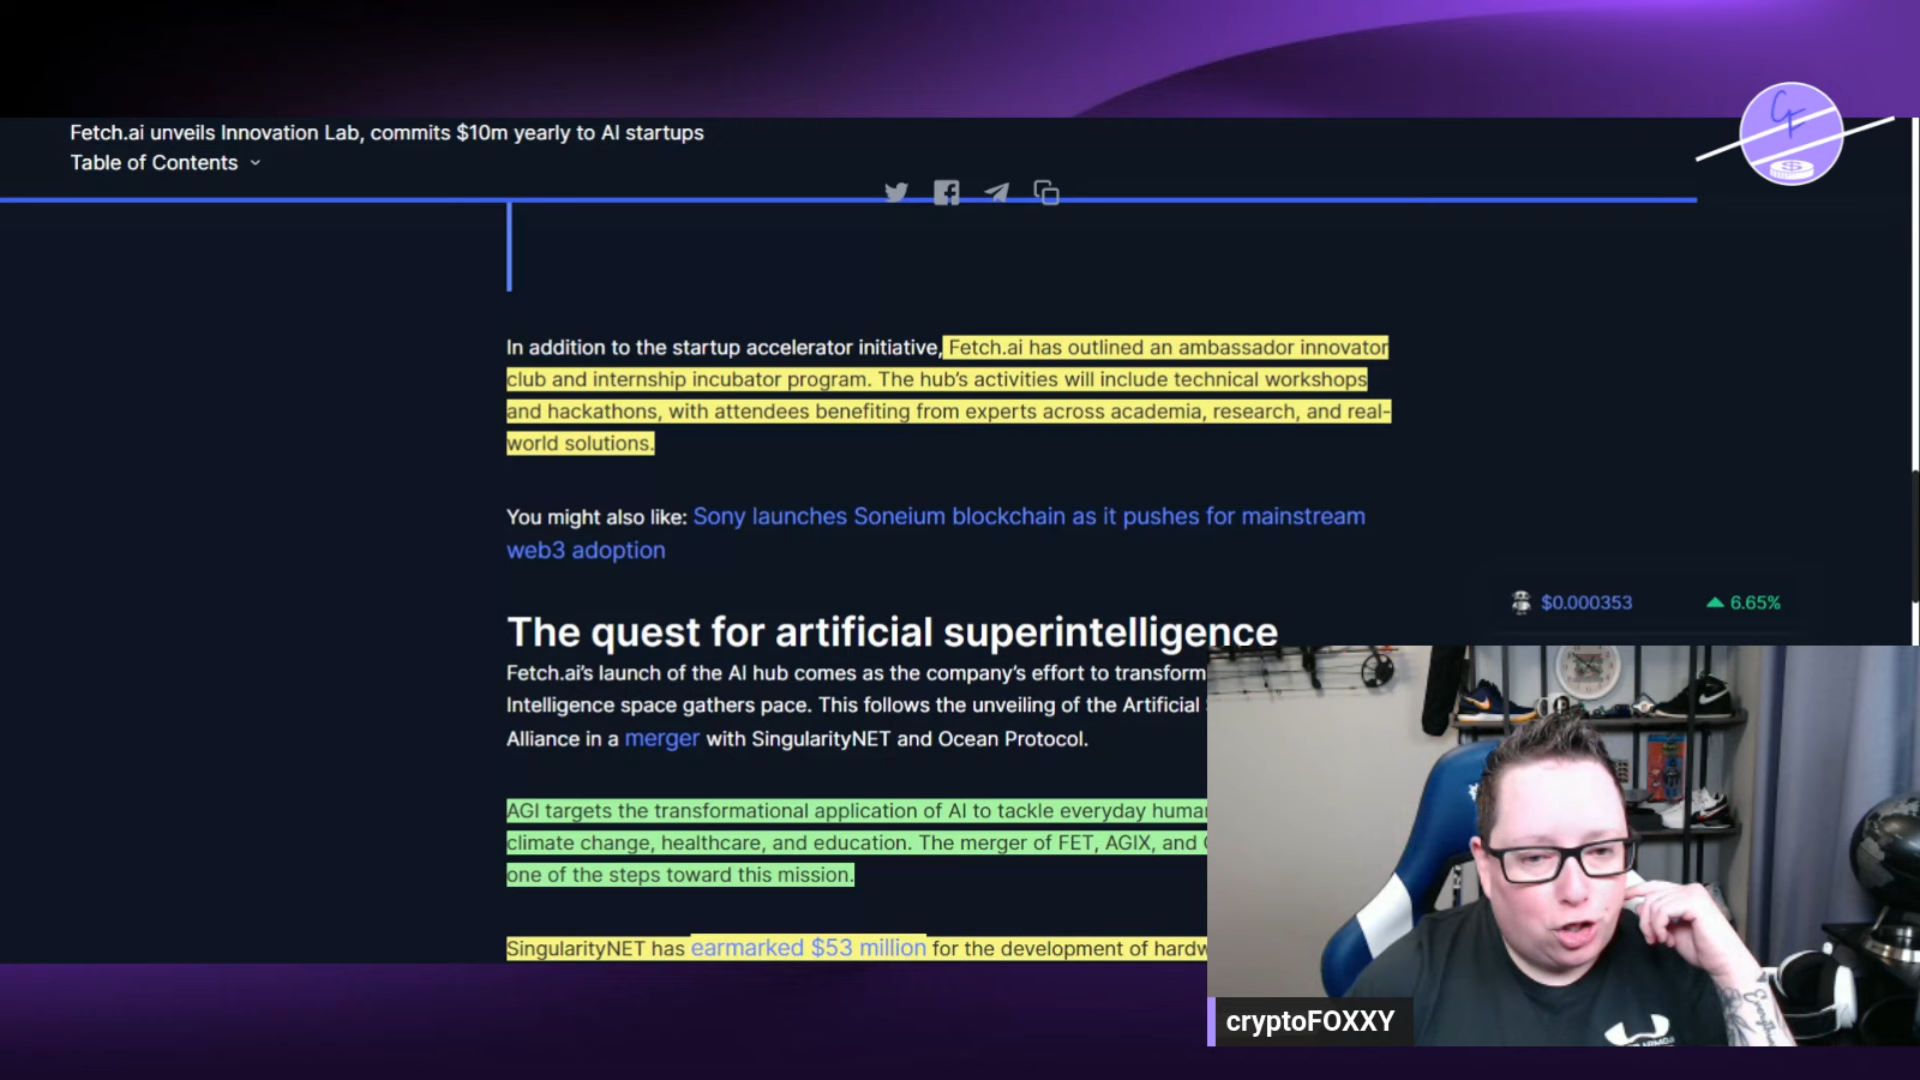 Fetch.ai unveils Innovation Lab, commits $10m yearly to AI startups
Table of Contents
CF
$
In addition to the startup accelerator initiative, Fetch.ai has outlined an ambassador innovator
club and internship incubator program. The hub’s activities will include technical workshops
and hackathons, with attendees benefiting from experts across academia, research, and real-
world solutions.
You might also like: Sony launches Soneium blockchain as it pushes for mainstream
web3 adoption
$0.000353 6.65%
The quest for artificial superintelligence
Fetch.ai’s launch of the AI hub comes as the company’s effort to transform
Intelligence space gathers pace. This follows the unveiling of the Artificial
Alliance in a merger with SingularityNET and Ocean Protocol.
AGI targets the transformational application of AI to tackle everyday human
climate change, healthcare, and education. The merger of FET, AGIX, and
one of the steps toward this mission.
SingularityNET has earmarked $53 million for the development of hardw
cryptoFOXXY